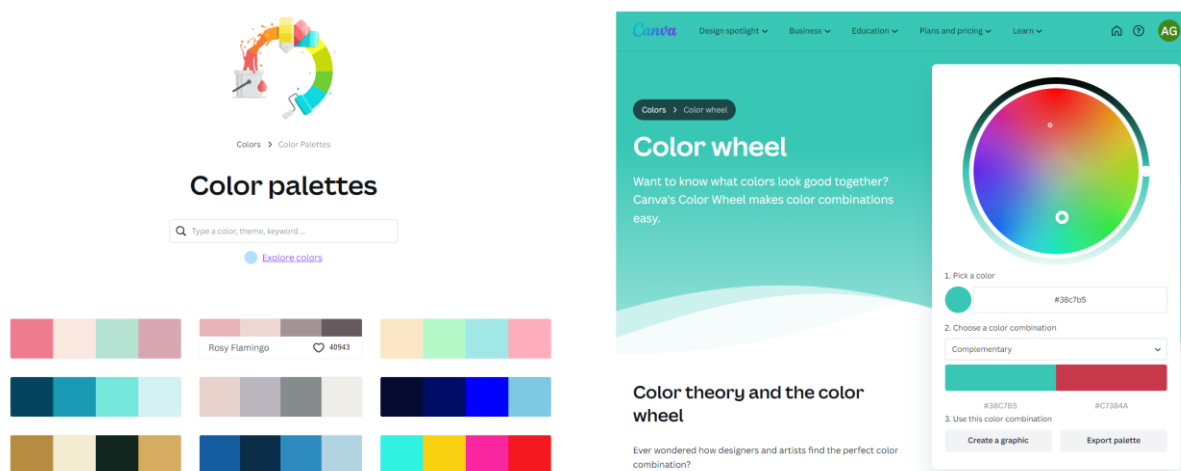 Colors > Color Palettes
Color palettes
Type a color, theme, keyword ...
Explore colors
Rosy Flamingo 40943
Canva Design spotlight Business Education Plans and pricing Learn AG
Colors > Color wheel
Color wheel
Want to know what colors look good together?
Canva's Color Wheel makes color combinations
easy.
Color theory and the color
wheel
Ever wondered how designers and artists find the perfect color
combination?
1. Pick a color
#38c7b5
2. Choose a color combination
Complementary
#38C7B5 #C7384A
3. Use this color combination
Create a graphic Export palette